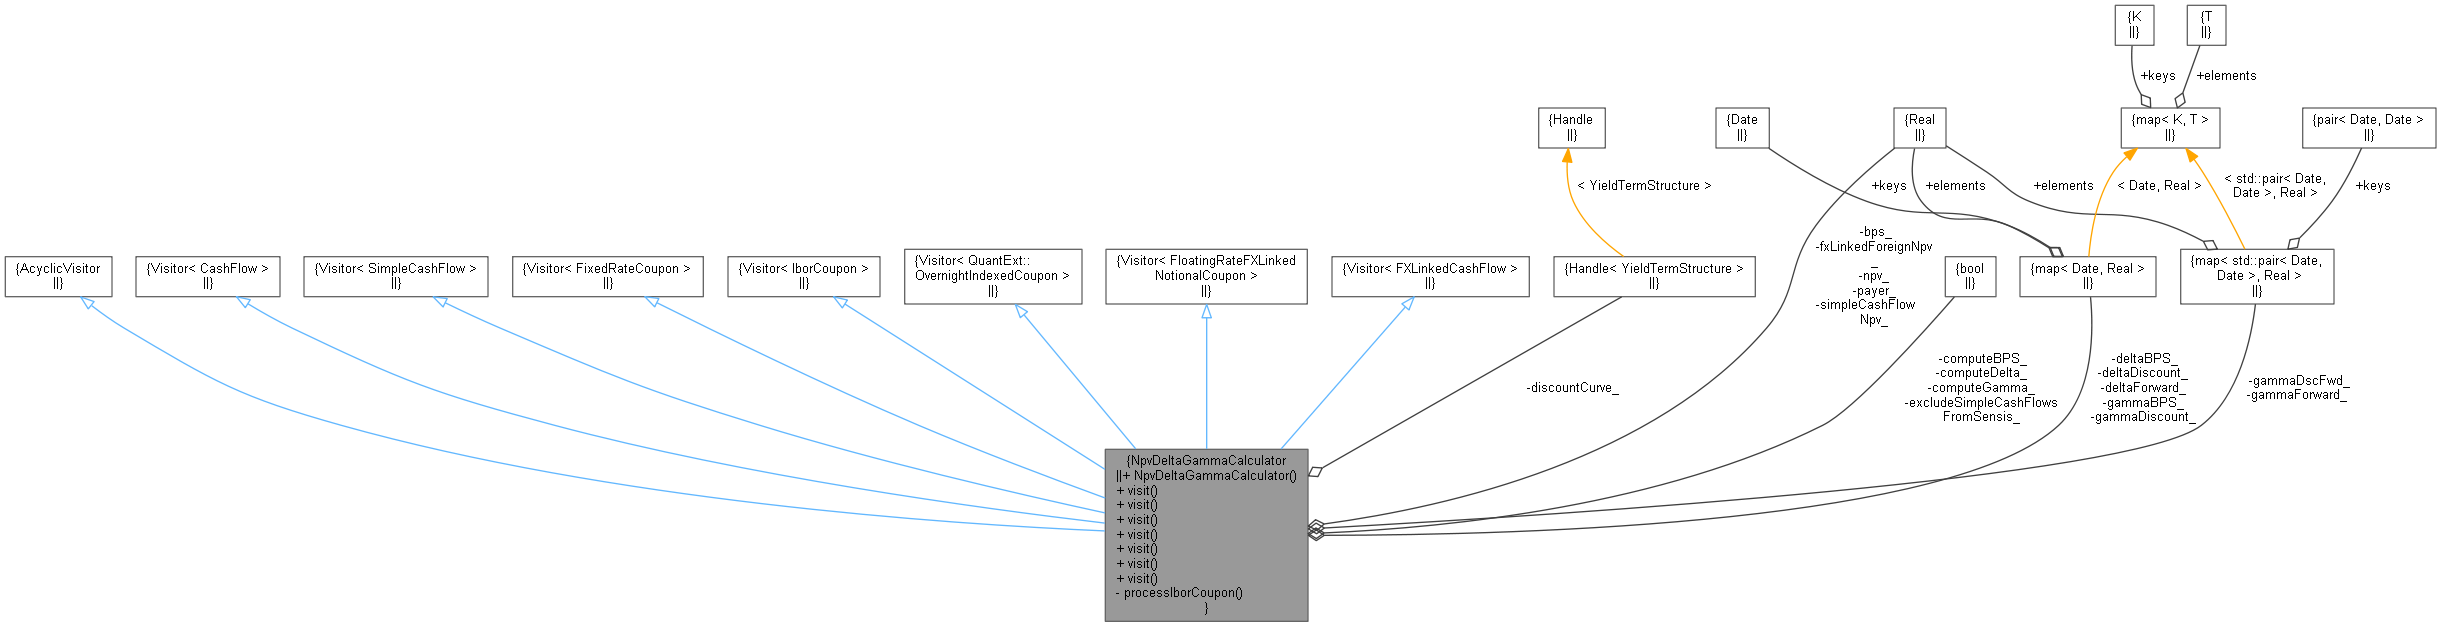 {K
||}
{T
||}
+keys
+elements
{Handle
||}
{Date
||}
{Real
||}
{map< K, T >
||}
{pair< Date, Date >
||}
< YieldTermStructure >
+keys
+elements
+elements
< Date, Real >
< std::pair< Date,
Date >, Real >
+keys
{AcyclicVisitor
||}
{Visitor< CashFlow >
||}
{Visitor< SimpleCashFlow >
||}
{Visitor< FixedRateCoupon >
||}
{Visitor< IborCoupon >
||}
{Visitor< QuantExt::
OvernightIndexedCoupon >
||}
{Visitor< FloatingRateFXLinked
NotionalCoupon >
||}
{Visitor< FXLinkedCashFlow >
||}
{Handle< YieldTermStructure >
||}
-bps_
-fxLinkedForeignNpv
_
-npv_
-payer_
-simpleCashFlow
Npv_
{bool
||}
{map< Date, Real >
||}
{map< std::pair< Date,
Date >, Real >
||}
-discountCurve_
-computeBPS_
-computeDelta_
-computeGamma_
-excludeSimpleCashFlows
FromSensis_
-deltaBPS_
-deltaDiscount_
-deltaForward_
-gammaBPS_
-gammaDiscount_
-gammaDscFwd_
-gammaForward_
{NpvDeltaGammaCalculator
||+ NpvDeltaGammaCalculator()
+ visit()
+ visit()
+ visit()
+ visit()
+ visit()
+ visit()
+ visit()
- processIborCoupon()
}